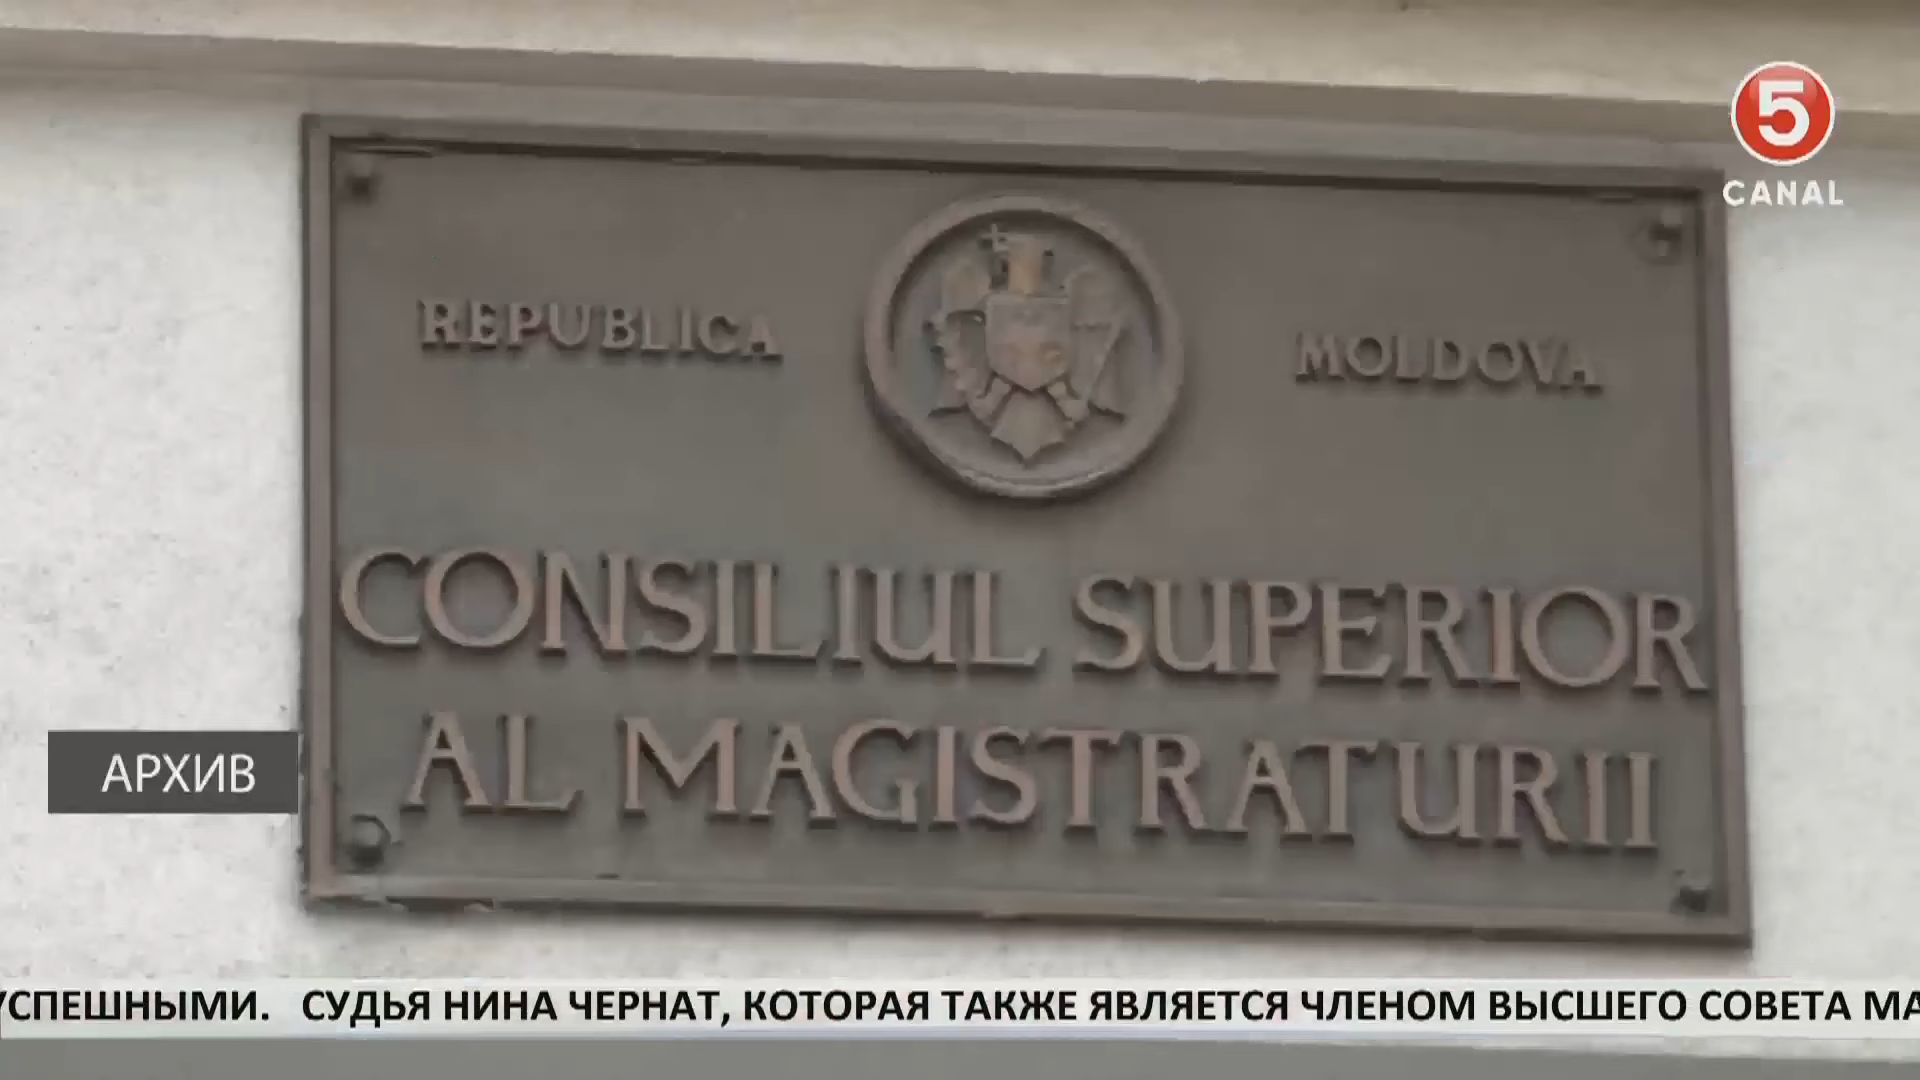 5
CANAL
REPUBLICA MOLDOVA
CONSILIUL SUPERIOR
AL MAGISTRATURII
АРХИВ
УСПЕШНЫМИ. СУДЬЯ НИНА ЧЕРНАТ, КОТОРАЯ ТАКЖЕ ЯВЛЯЕТСЯ ЧЛЕНОМ ВЫСШЕГО СОВЕТА МА